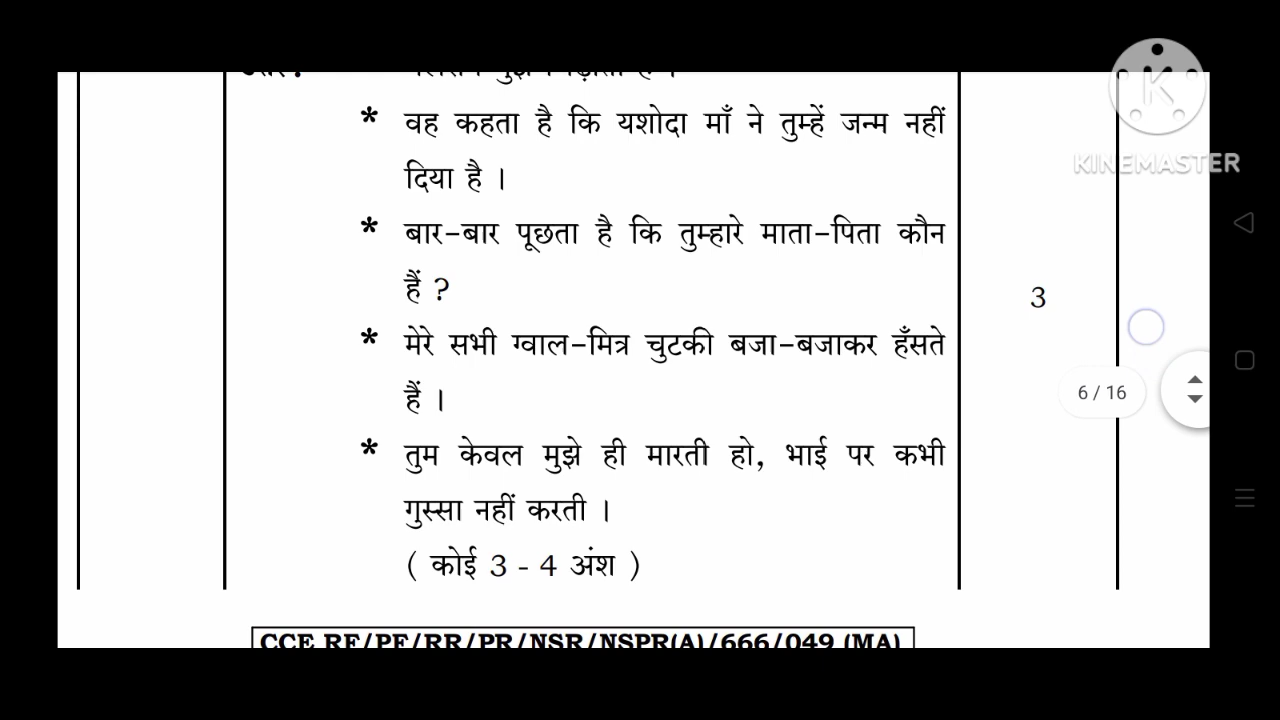 * वह कहता है कि यशोदा माँ ने तुम्हें जन्म नहीं
दिया है ।
* बार-बार पूछता है कि तुम्हारे माता-पिता कौन
हैं ?
* मेरे सभी ग्वाल-मित्र चुटकी बजा-बजाकर हँसते
हैं ।
* तुम केवल मुझे ही मारती हो, भाई पर कभी
गुस्सा नहीं करती ।
( कोई 3 - 4 अंश )
3
CCE RF/PF/RR/PR/NSR/NSPR(A)/666/049 (MA)
K
KINEMASTER
6 / 16